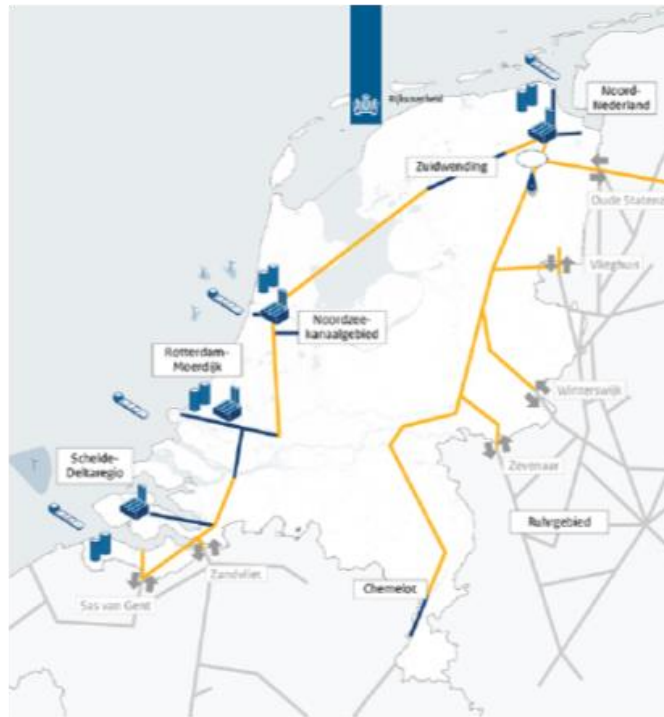 Rijksoverheid
Noord-
Nederland
Zuidwending
Oude Statenz
Vlieghuis
Noordzee-
kanaalgebied
Rotterdam-
Moerdijk
Winterswijk
Schelde-
Deltaregio
Zevenaar
Ruhrgebied
Zandvliet
Chemelot
Sas van Gent